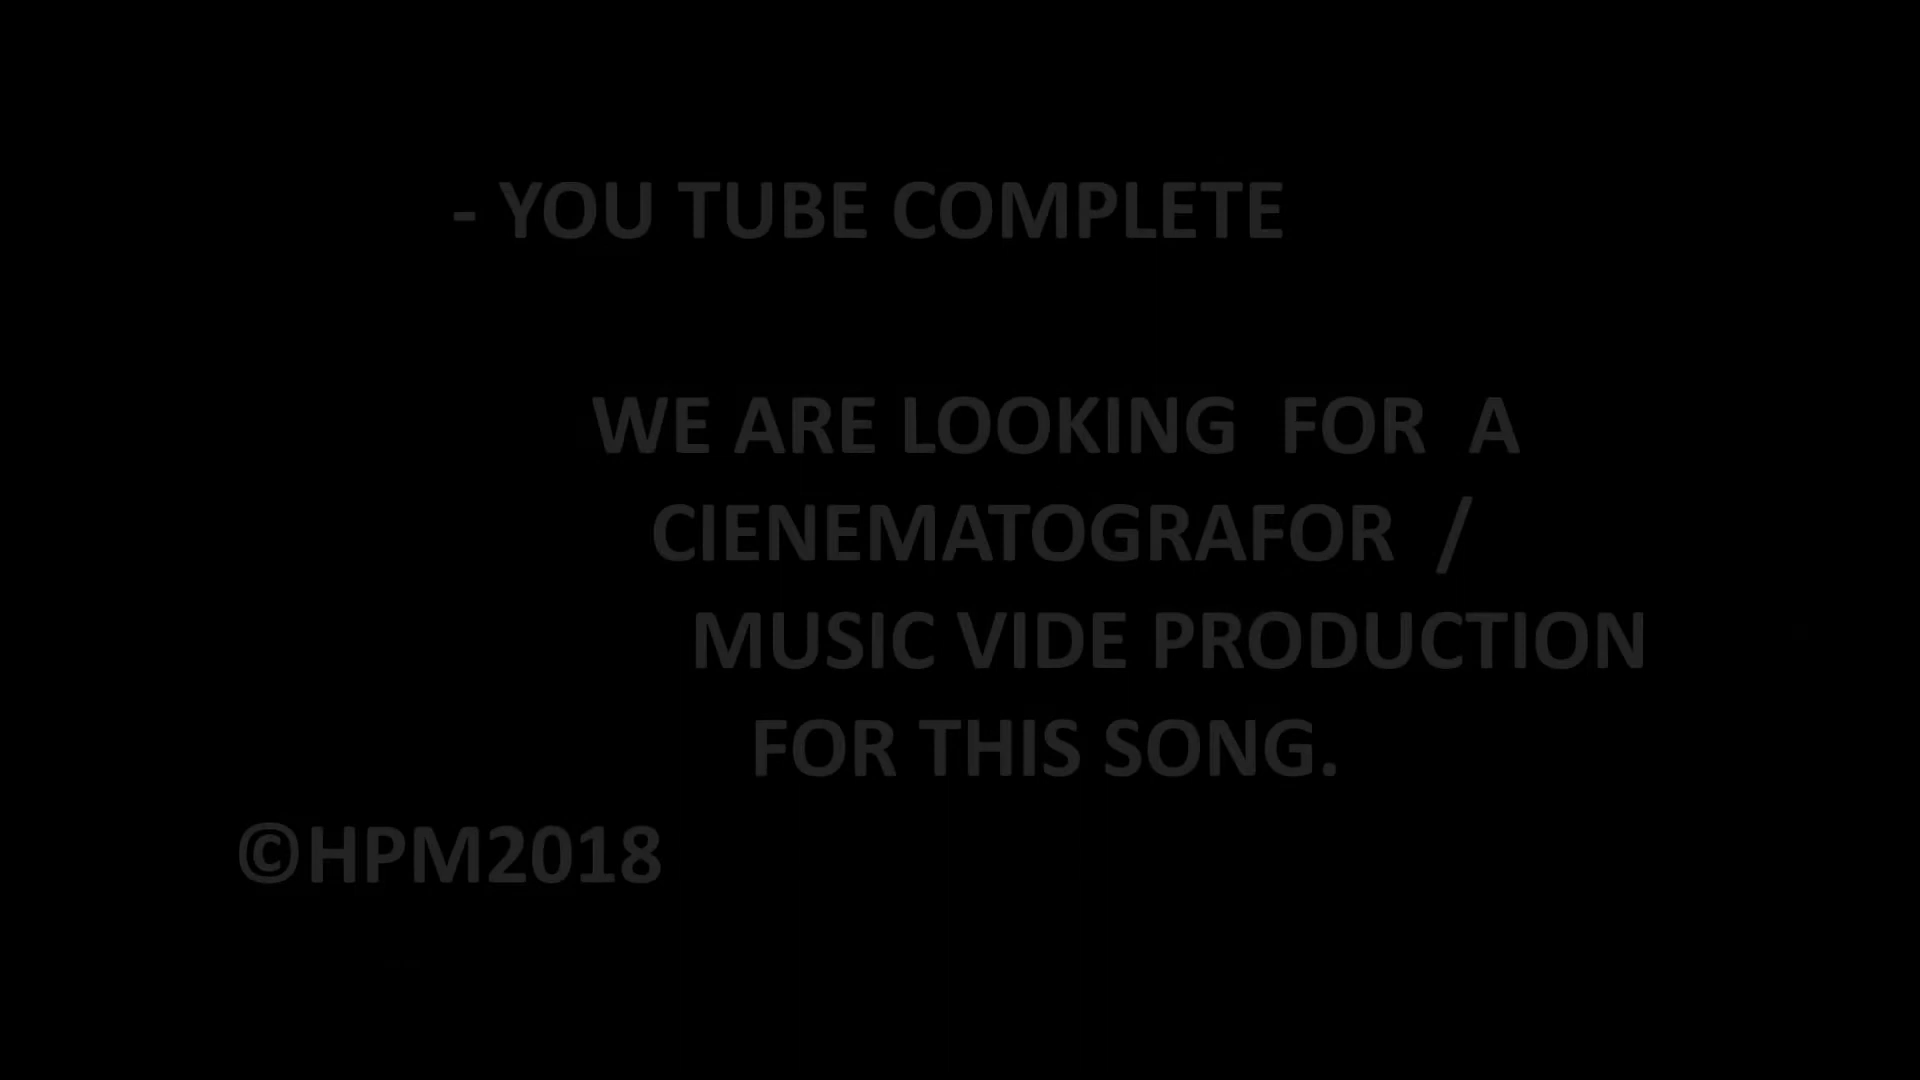 - YOU TUBE COMPLETE
WE ARE LOOKING FOR A
CIENEMATOGRAFOR /
MUSIC VIDE PRODUCTION
FOR THIS SONG.
©HPM2018